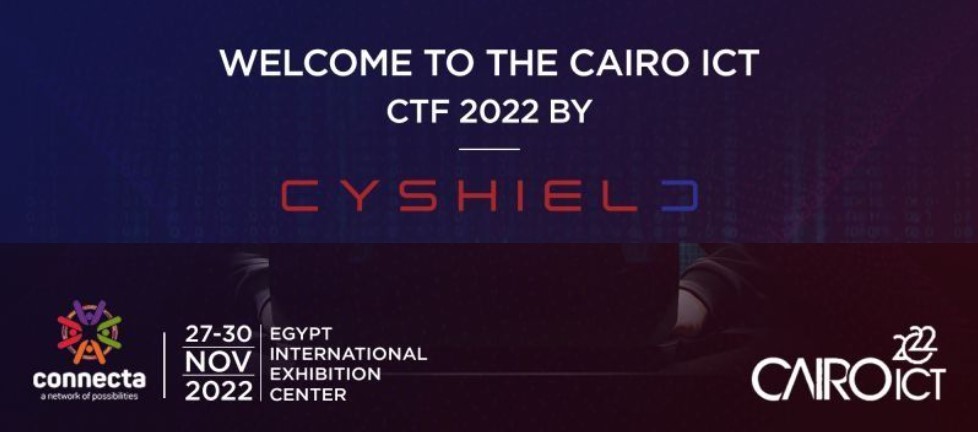 WELCOME TO THE CAIRO ICT
CTF 2022 BY
CYSHIELD
connecta
a network of possibilities
27-30
NOV
2022
EGYPT
INTERNATIONAL
EXHIBITION
CENTER
2022
CAIRO ICT